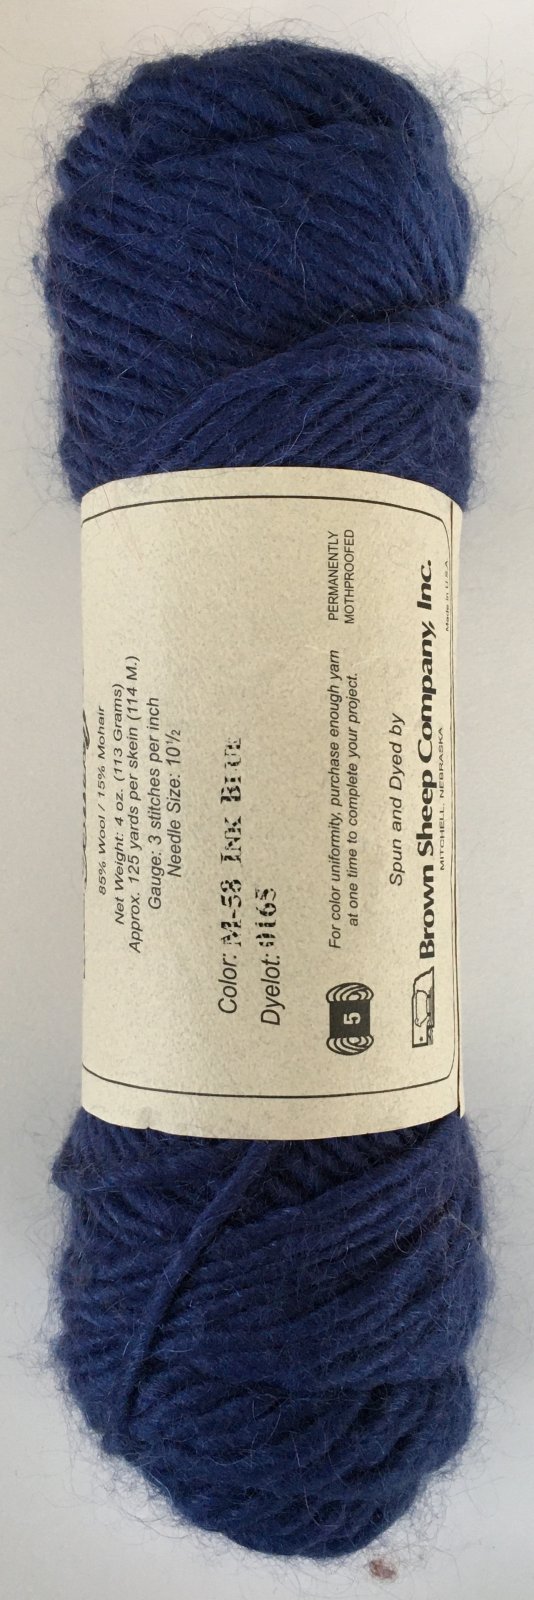 85% Wool / 15% Mohair
Net Weight: 4 oz. (113 Grams)
Approx. 125 yards per skein (114 M.)
Gauge: 3 stitches per inch
Needle Size: 10½
Color: M-58 INK BLUE
Dyelot: 0165
5
For color uniformity, purchase enough yarn
at one time to complete your project.
PERMANENTLY
MOTHPROOFED
Spun and Dyed by
Brown Sheep Company, Inc.
MITCHELL, NEBRASKA
Made in U.S.A.